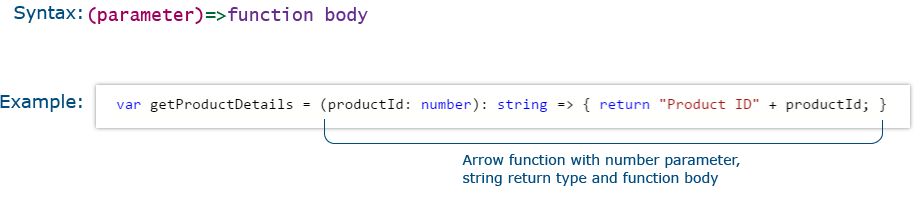 Syntax: (parameter)=>function body
Example: var getProductDetails = (productId: number): string => { return "Product ID" + productId; }
Arrow function with number parameter,
string return type and function body